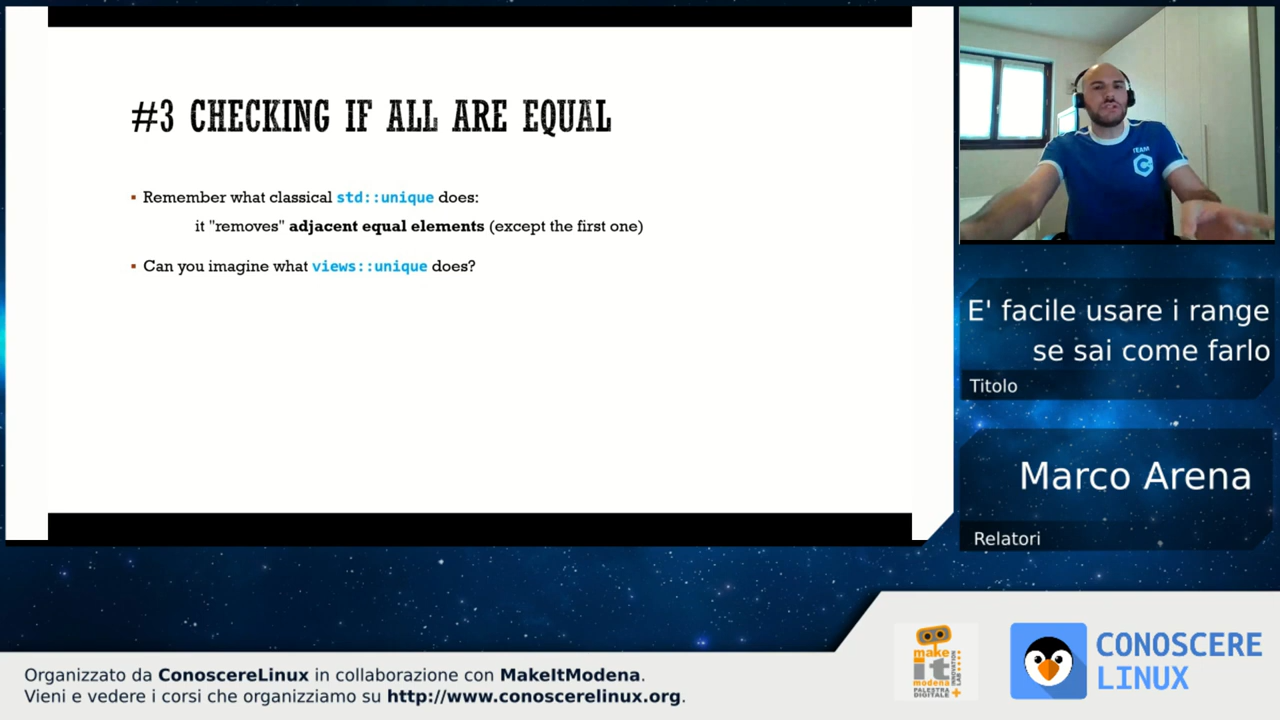 #3 CHECKING IF ALL ARE EQUAL
Remember what classical std::unique does:
it "removes" adjacent equal elements (except the first one)
Can you imagine what views::unique does?
TEAM
E' facile usare i range
se sai come farlo
Titolo
Marco Arena
Relatori
make
it
modena
PALESTRA
DIGITALE
CONOSCERE
LINUX
Organizzato da ConoscereLinux in collaborazione con MakeItModena.
Vieni e vedere i corsi che organizziamo su http://www.conoscerelinux.org.